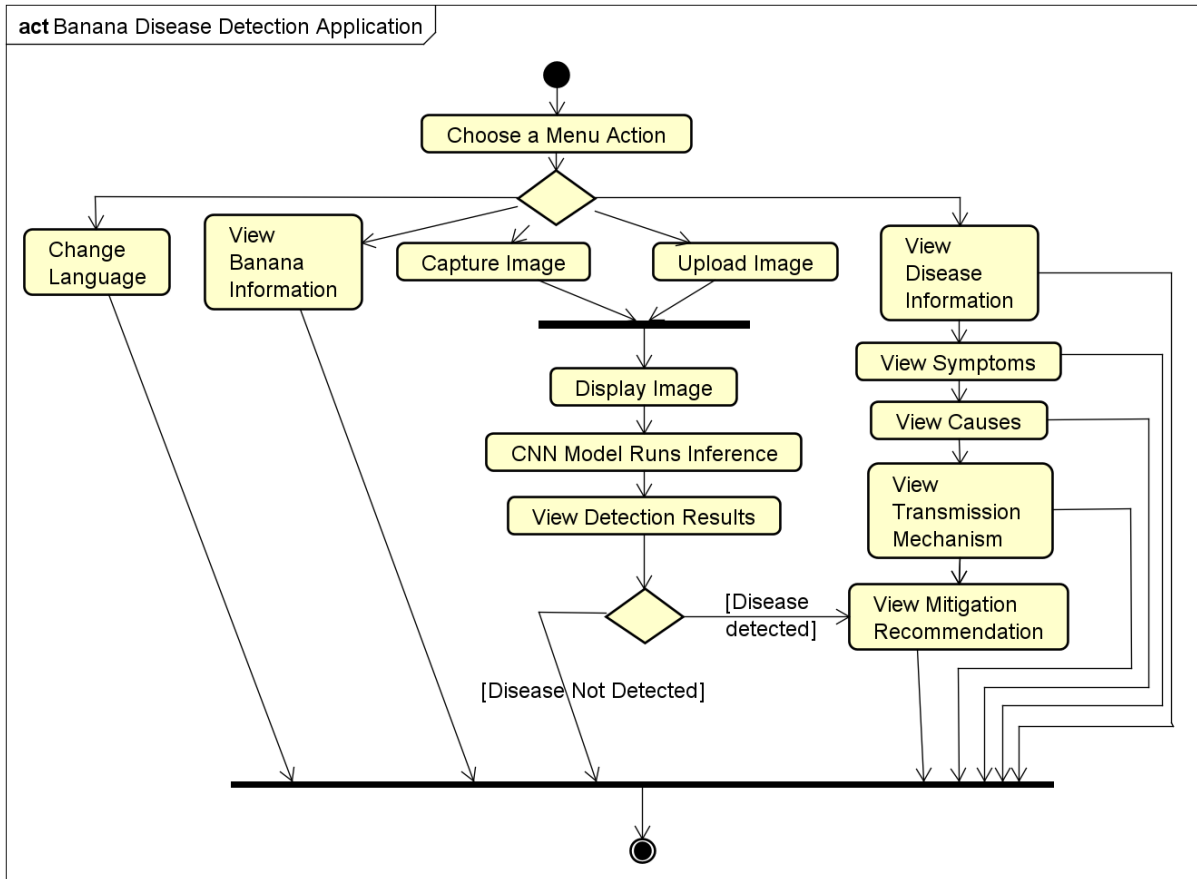 act Banana Disease Detection Application
Choose a Menu Action
Change
Language
View
Banana
Information
Capture Image
Upload Image
View
Disease
Information
Display Image
CNN Model Runs Inference
View Detection Results
View Symptoms
View Causes
View
Transmission
Mechanism
[Disease
detected]
View Mitigation
Recommendation
[Disease Not Detected]